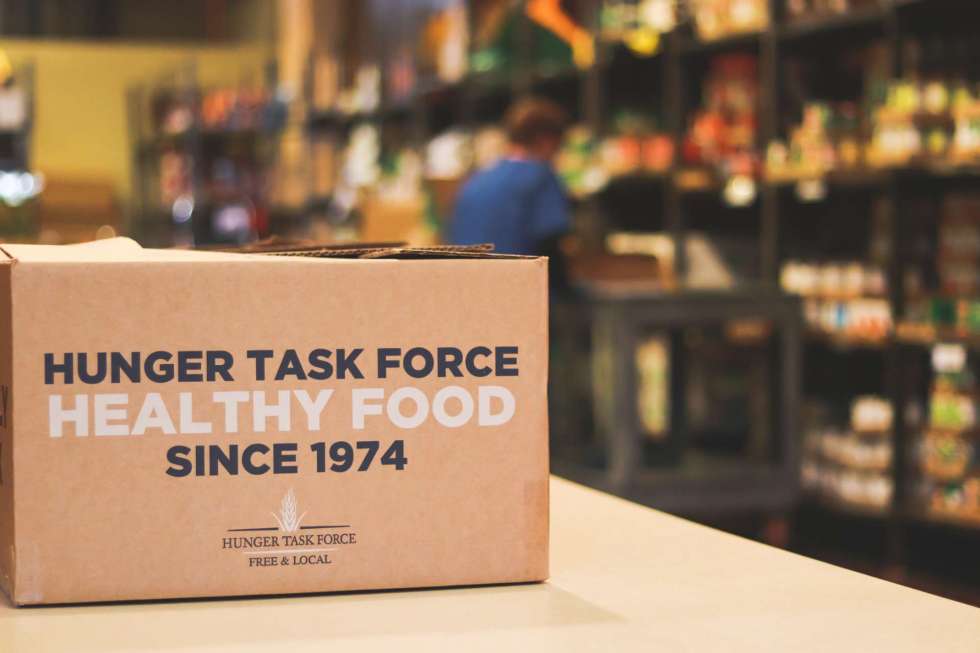 HUNGER TASK FORCE
HEALTHY FOOD
SINCE 1974
HUNGER TASK FORCE
FREE & LOCAL